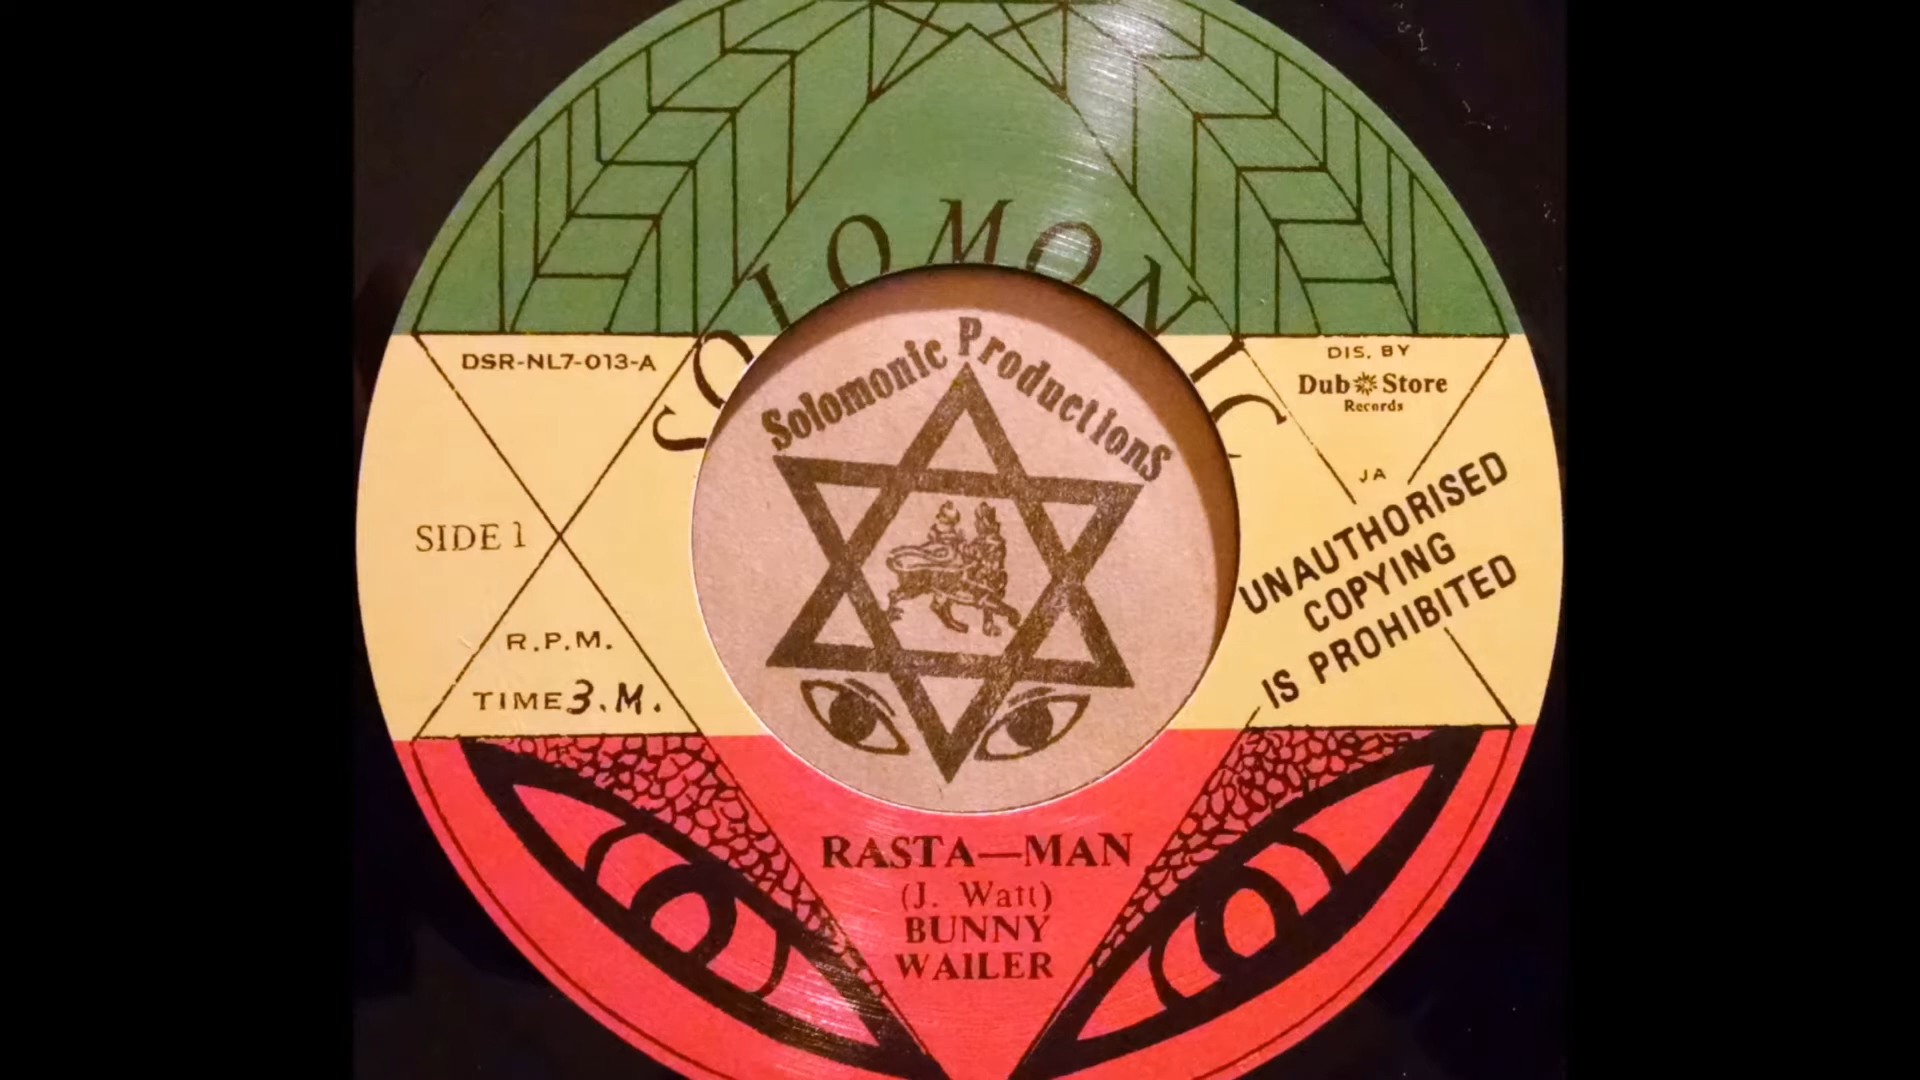 SOLOMONIC
Solomonic ProductionS
DSR-NL7-013-A
DIS. BY
Dub Store
Records
JA
UNAUTHORISED
COPYING
IS PROHIBITED
SIDE 1
R.P.M.
TIME 3.M.
RASTA—MAN
(J. Watt)
BUNNY
WAILER